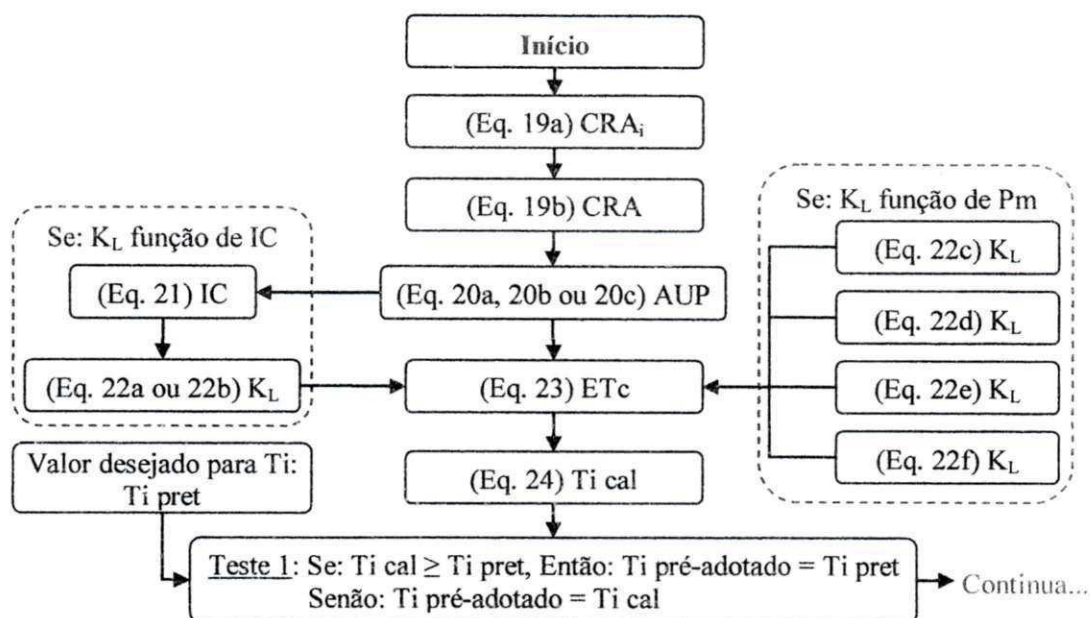 Início
(Eq. 19a) CRAi
(Eq. 19b) CRA
Se: KL função de IC
Se: KL função de Pm
(Eq. 21) IC
(Eq. 20a, 20b ou 20c) AUP
(Eq. 22c) KL
(Eq. 22d) KL
(Eq. 22a ou 22b) KL
(Eq. 23) ETc
(Eq. 22e) KL
(Eq. 22f) KL
Valor desejado para Ti:
Ti pret
(Eq. 24) Ti cal
Teste 1: Se: Ti cal ≥ Ti pret, Então: Ti pré-adotado = Ti pret
Senão: Ti pré-adotado = Ti cal
Continua...